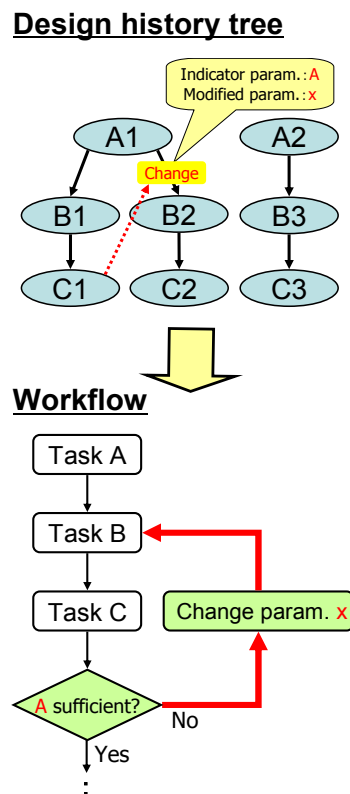 Design history tree
Indicator param.:A
Modified param.:x
A1
A2
Change
B1
B2
B3
C1
C2
C3
Workflow
Task A
Task B
Task C
Change param. x
A sufficient?
No
Yes